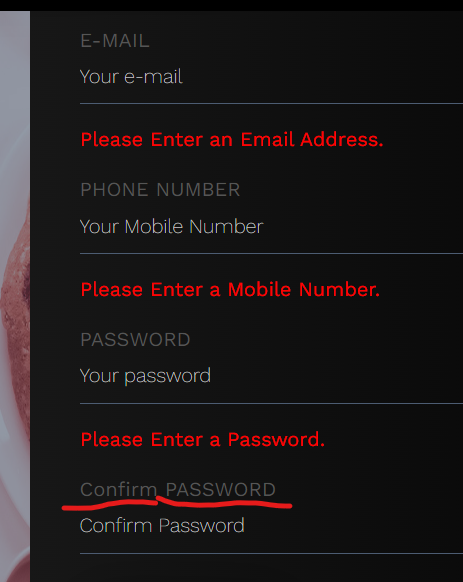 E-MAIL
Your e-mail
Please Enter an Email Address.
PHONE NUMBER
Your Mobile Number
Please Enter a Mobile Number.
PASSWORD
Your password
Please Enter a Password.
Confirm PASSWORD
Confirm Password